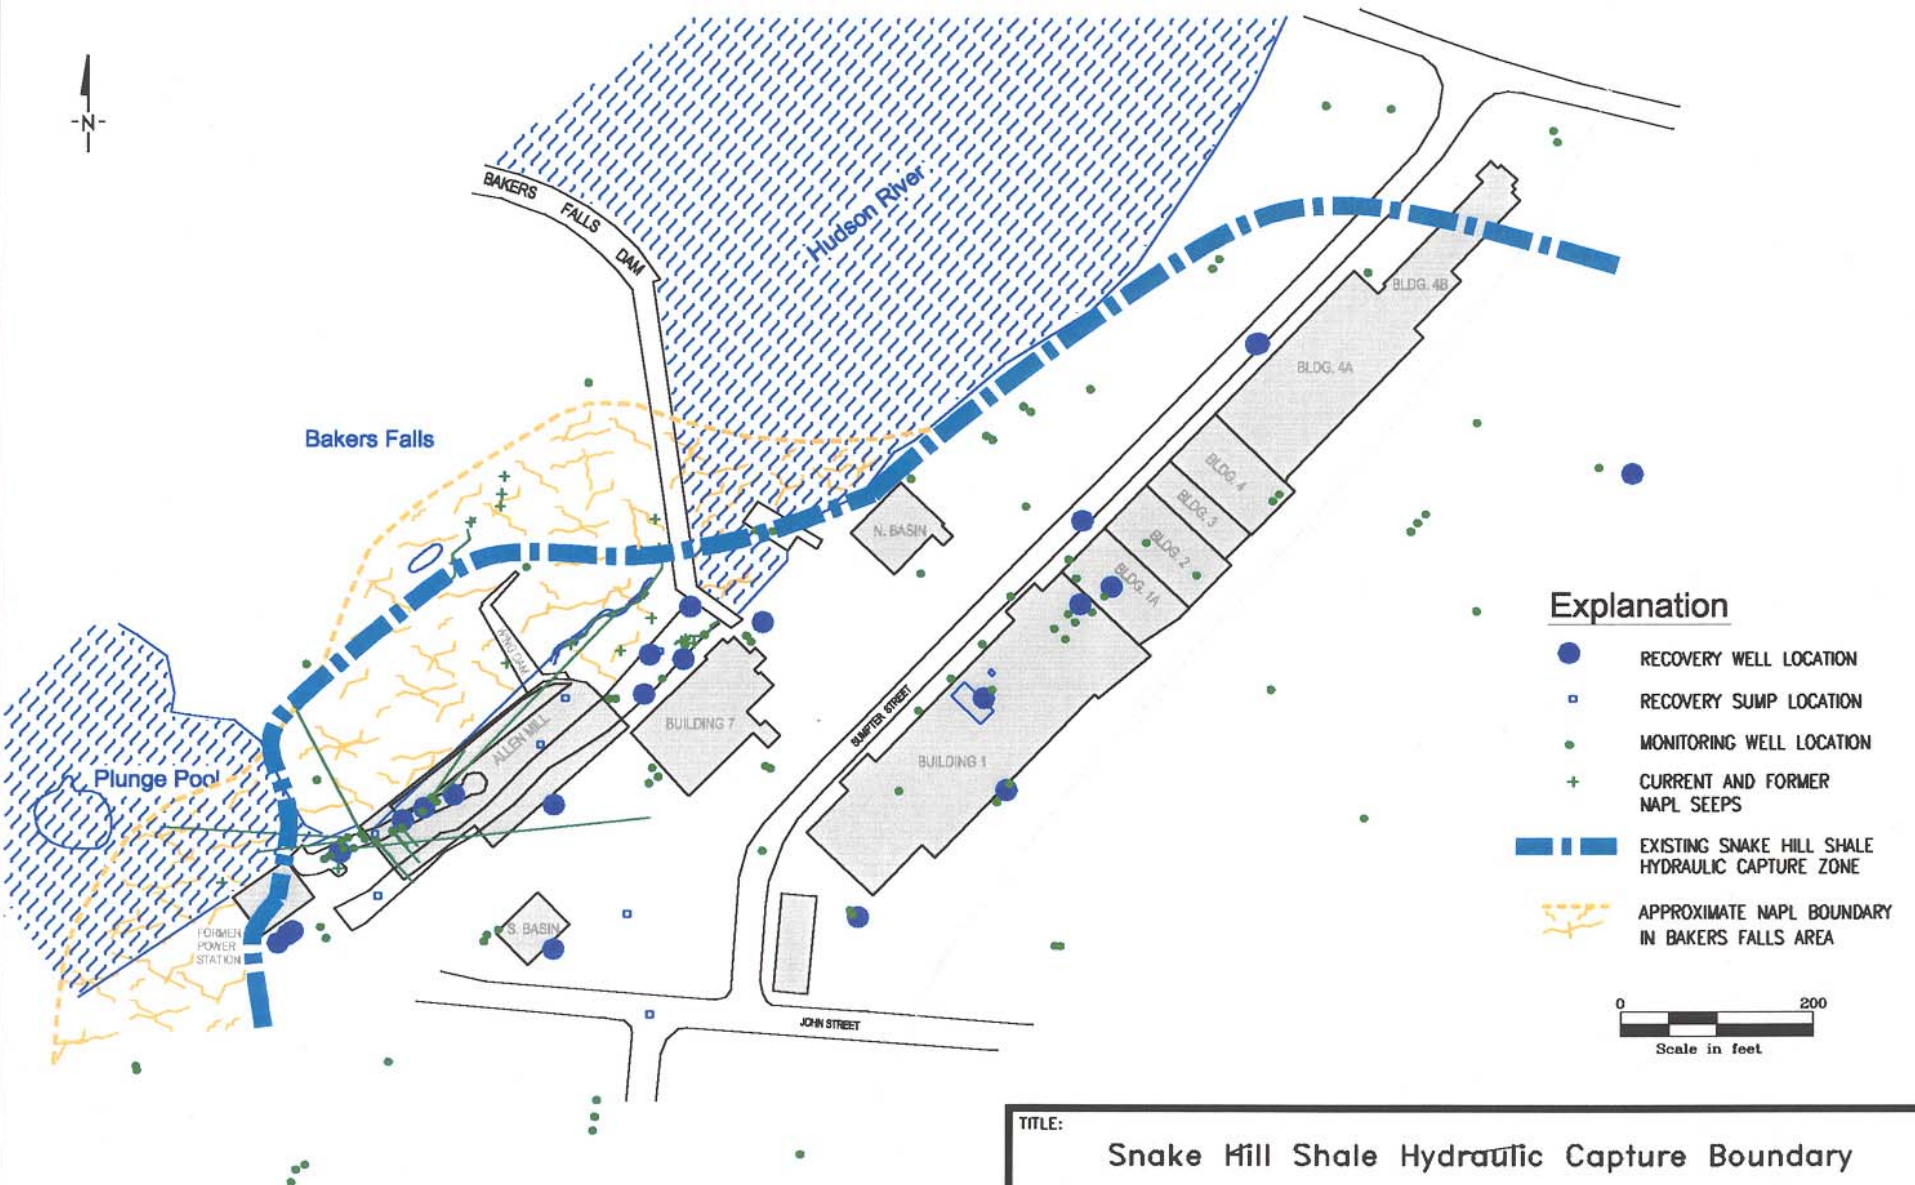 -N-
BAKERS
FALLS
DAM
Hudson River
BLDG. 4B
BLDG. 4A
Bakers Falls
BLDG. 4
BLDG. 3
BLDG. 2
BLDG. 1A
N. BASIN
WING DAM
BUILDING 7
ALLEN MILL
SUMPTER STREET
BUILDING 1
Plunge Pool
FORMER
POWER
STATION
S. BASIN
JOHN STREET
Explanation
RECOVERY WELL LOCATION
RECOVERY SUMP LOCATION
MONITORING WELL LOCATION
CURRENT AND FORMER
NAPL SEEPS
EXISTING SNAKE HILL SHALE
HYDRAULIC CAPTURE ZONE
APPROXIMATE NAPL BOUNDARY
IN BAKERS FALLS AREA
0 200
Scale in feet
TITLE:
Snake Hill Shale Hydraulic Capture Boundary